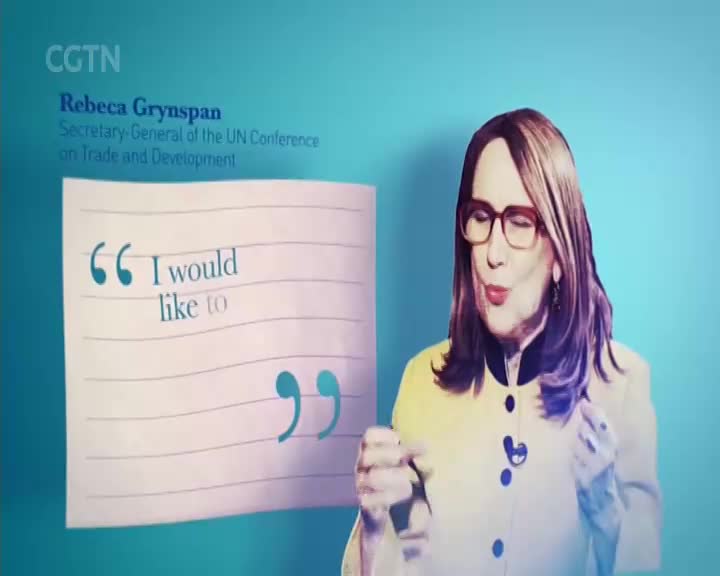 CGTN
Rebeca Grynspan
Secretary-General of the UN Conference
on Trade and Development
“ I would
like to
”